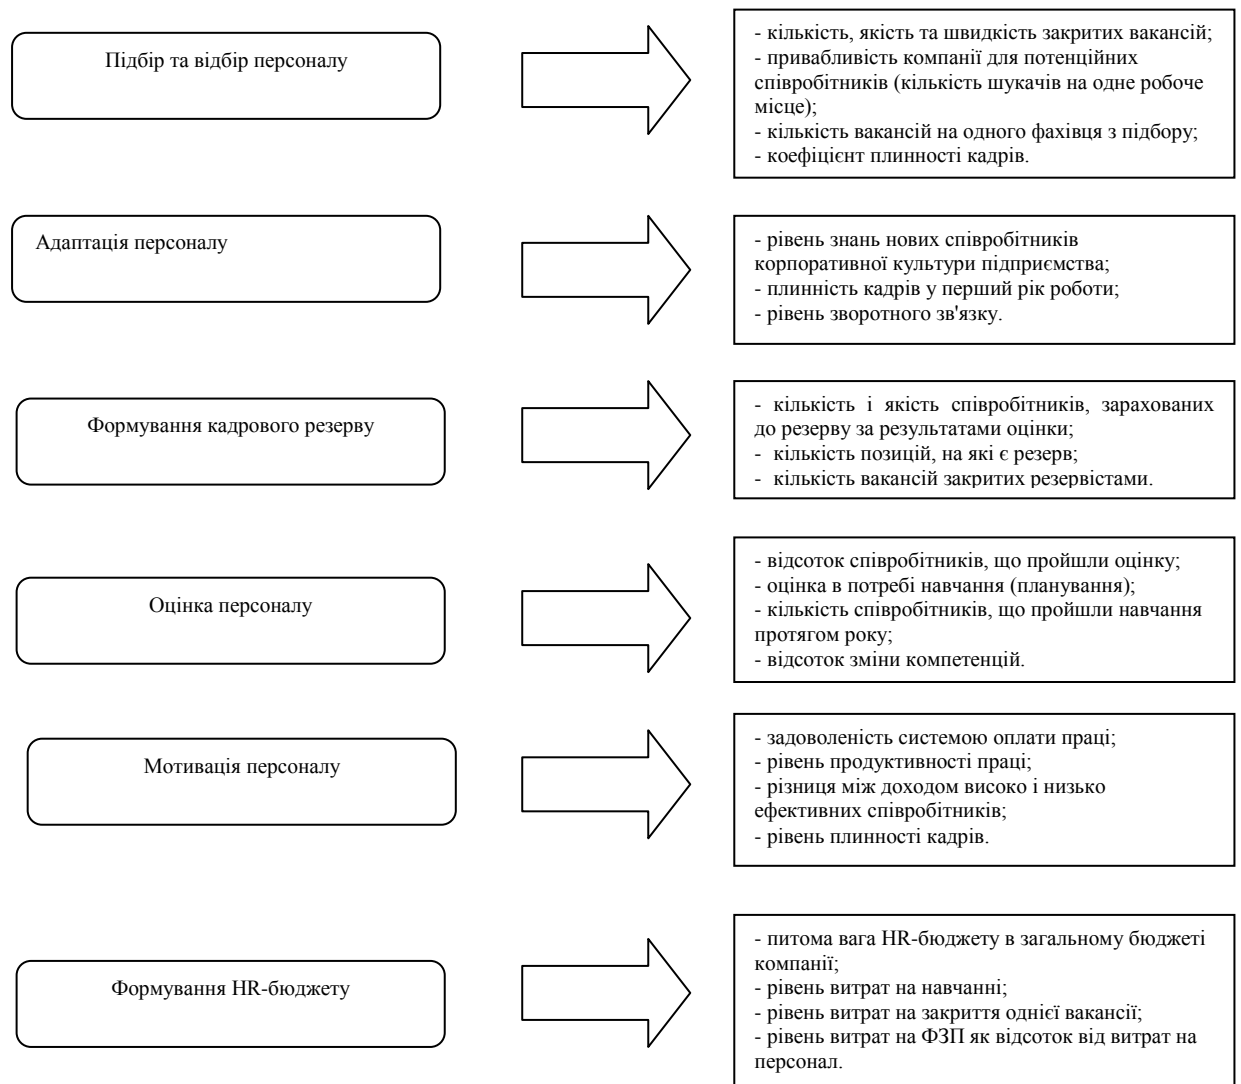 Підбір та відбір персоналу
- кількість, якість та швидкість закритих вакансій;
- привабливість компанії для потенційних
співробітників (кількість шукачів на одне робоче
місце);
- кількість вакансій на одного фахівця з підбору;
- коефіцієнт плинності кадрів.
Адаптація персоналу
- рівень знань нових співробітників
корпоративної культури підприємства;
- плинність кадрів у перший рік роботи;
- рівень зворотного зв'язку.
Формування кадрового резерву
- кількість і якість співробітників, зарахованих
до резерву за результатами оцінки;
- кількість позицій, на які є резерв;
- кількість вакансій закритих резервістами.
Оцінка персоналу
- відсоток співробітників, що пройшли оцінку;
- оцінка в потребі навчання (планування);
- кількість співробітників, що пройшли навчання
протягом року;
- відсоток зміни компетенцій.
Мотивація персоналу
- задоволеність системою оплати праці;
- рівень продуктивності праці;
- різниця між доходом високо і низько
ефективних співробітників;
- рівень плинності кадрів.
Формування HR-бюджету
- питома вага HR-бюджету в загальному бюджеті
компанії;
- рівень витрат на навчанні;
- рівень витрат на закриття однієї вакансії;
- рівень витрат на ФЗП як відсоток від витрат на
персонал.